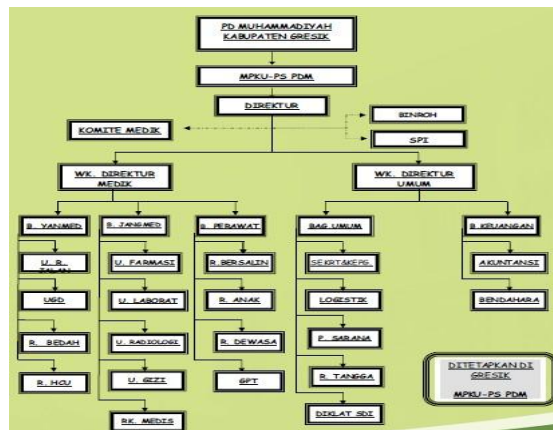 PD MUHAMMADIYAH
KABUPATEN GRESIK
MPKU-PS PDM
DIREKTUR
BINROH
KOMITE MEDIK
SPI
WK. DIREKTUR
MEDIK
WK. DIREKTUR
UMUM
B. YANMED
B. JANGMED
B. PERAWAT
BAG.UMUM
B.KEUANGAN
U. R.
JALAN
U. FARMASI
R.BERSALIN
SEKRT&KEPG.
AKUNTANSI
UGD
U. LABORAT
R. ANAK
LOGISTIK
BENDAHARA
R. BEDAH
U. RADIOLOGI
R. DEWASA
P. SARANA
R. HCU
U. GIZI
GPT
R. TANGGA
RK. MEDIS
DIKLAT SDI
DITETAPKAN DI
GRESIK
MPKU-PS PDM